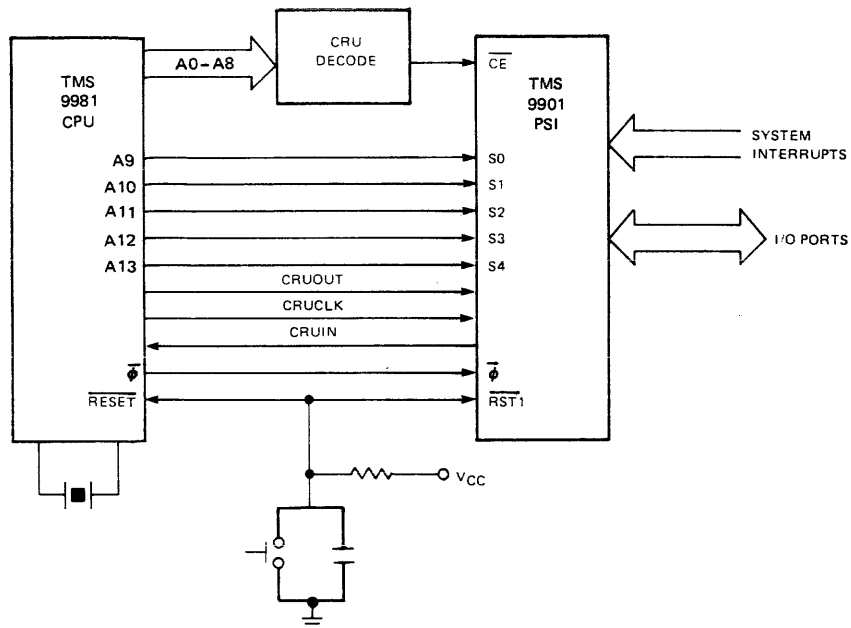 CRU
DECODE
A0-A8
TMS
9981
CPU
CE
TMS
9901
PSI
SYSTEM
INTERRUPTS
A9
S0
A10
S1
A11
S2
A12
S3
A13
S4
I/O PORTS
CRUOUT
CRUCLK
CRUIN
φ
φ
RESET
RST1
VCC